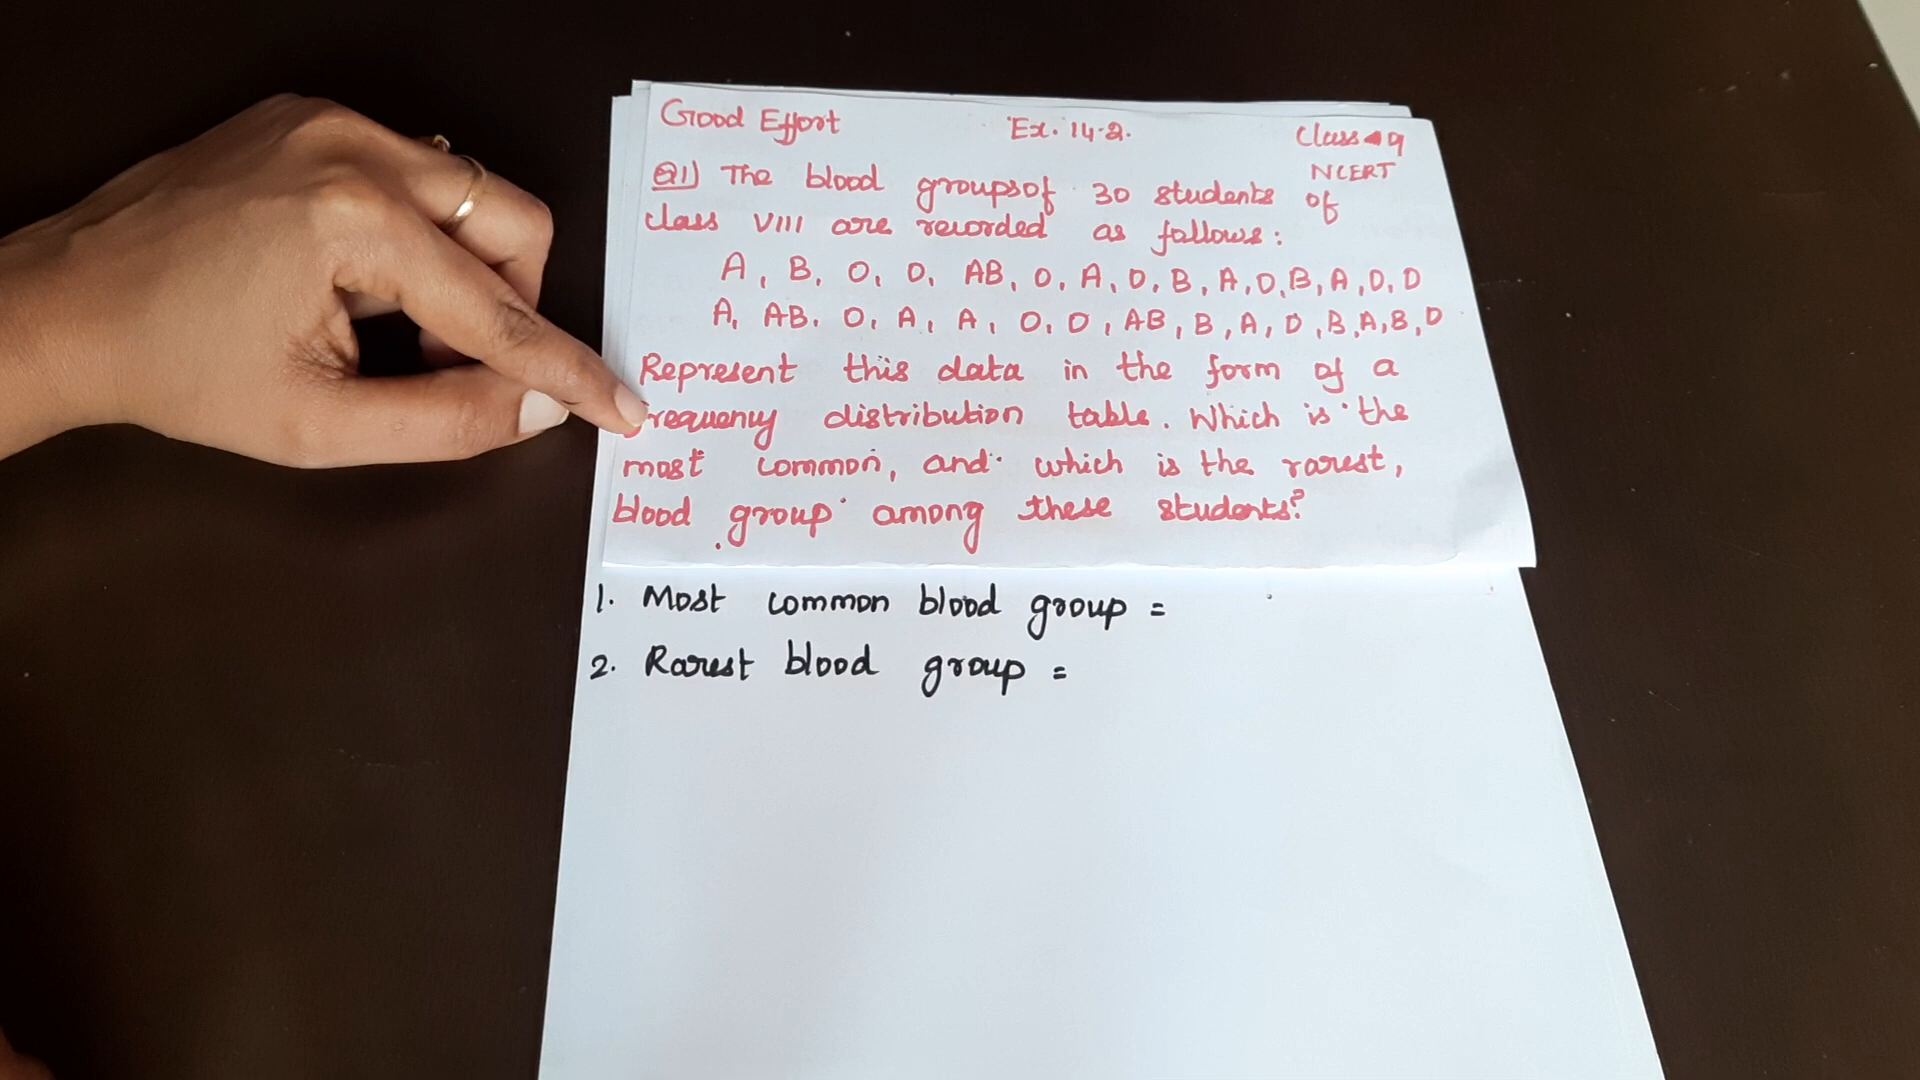 Good Effort Ex. 14.2. Class 9
NCERT
Q1) The blood groups of 30 students of
class VIII are recorded as follows:
A, B, O, O, AB, O, A, O, B, A, O, B, A, O, O
A, AB, O, A, A, O, O, AB, B, A, O, B, A, B, O
Represent this data in the form of a
frequency distribution table. Which is the
most common, and which is the rarest,
blood group among these students?
1. Most common blood group =
2. Rarest blood group =